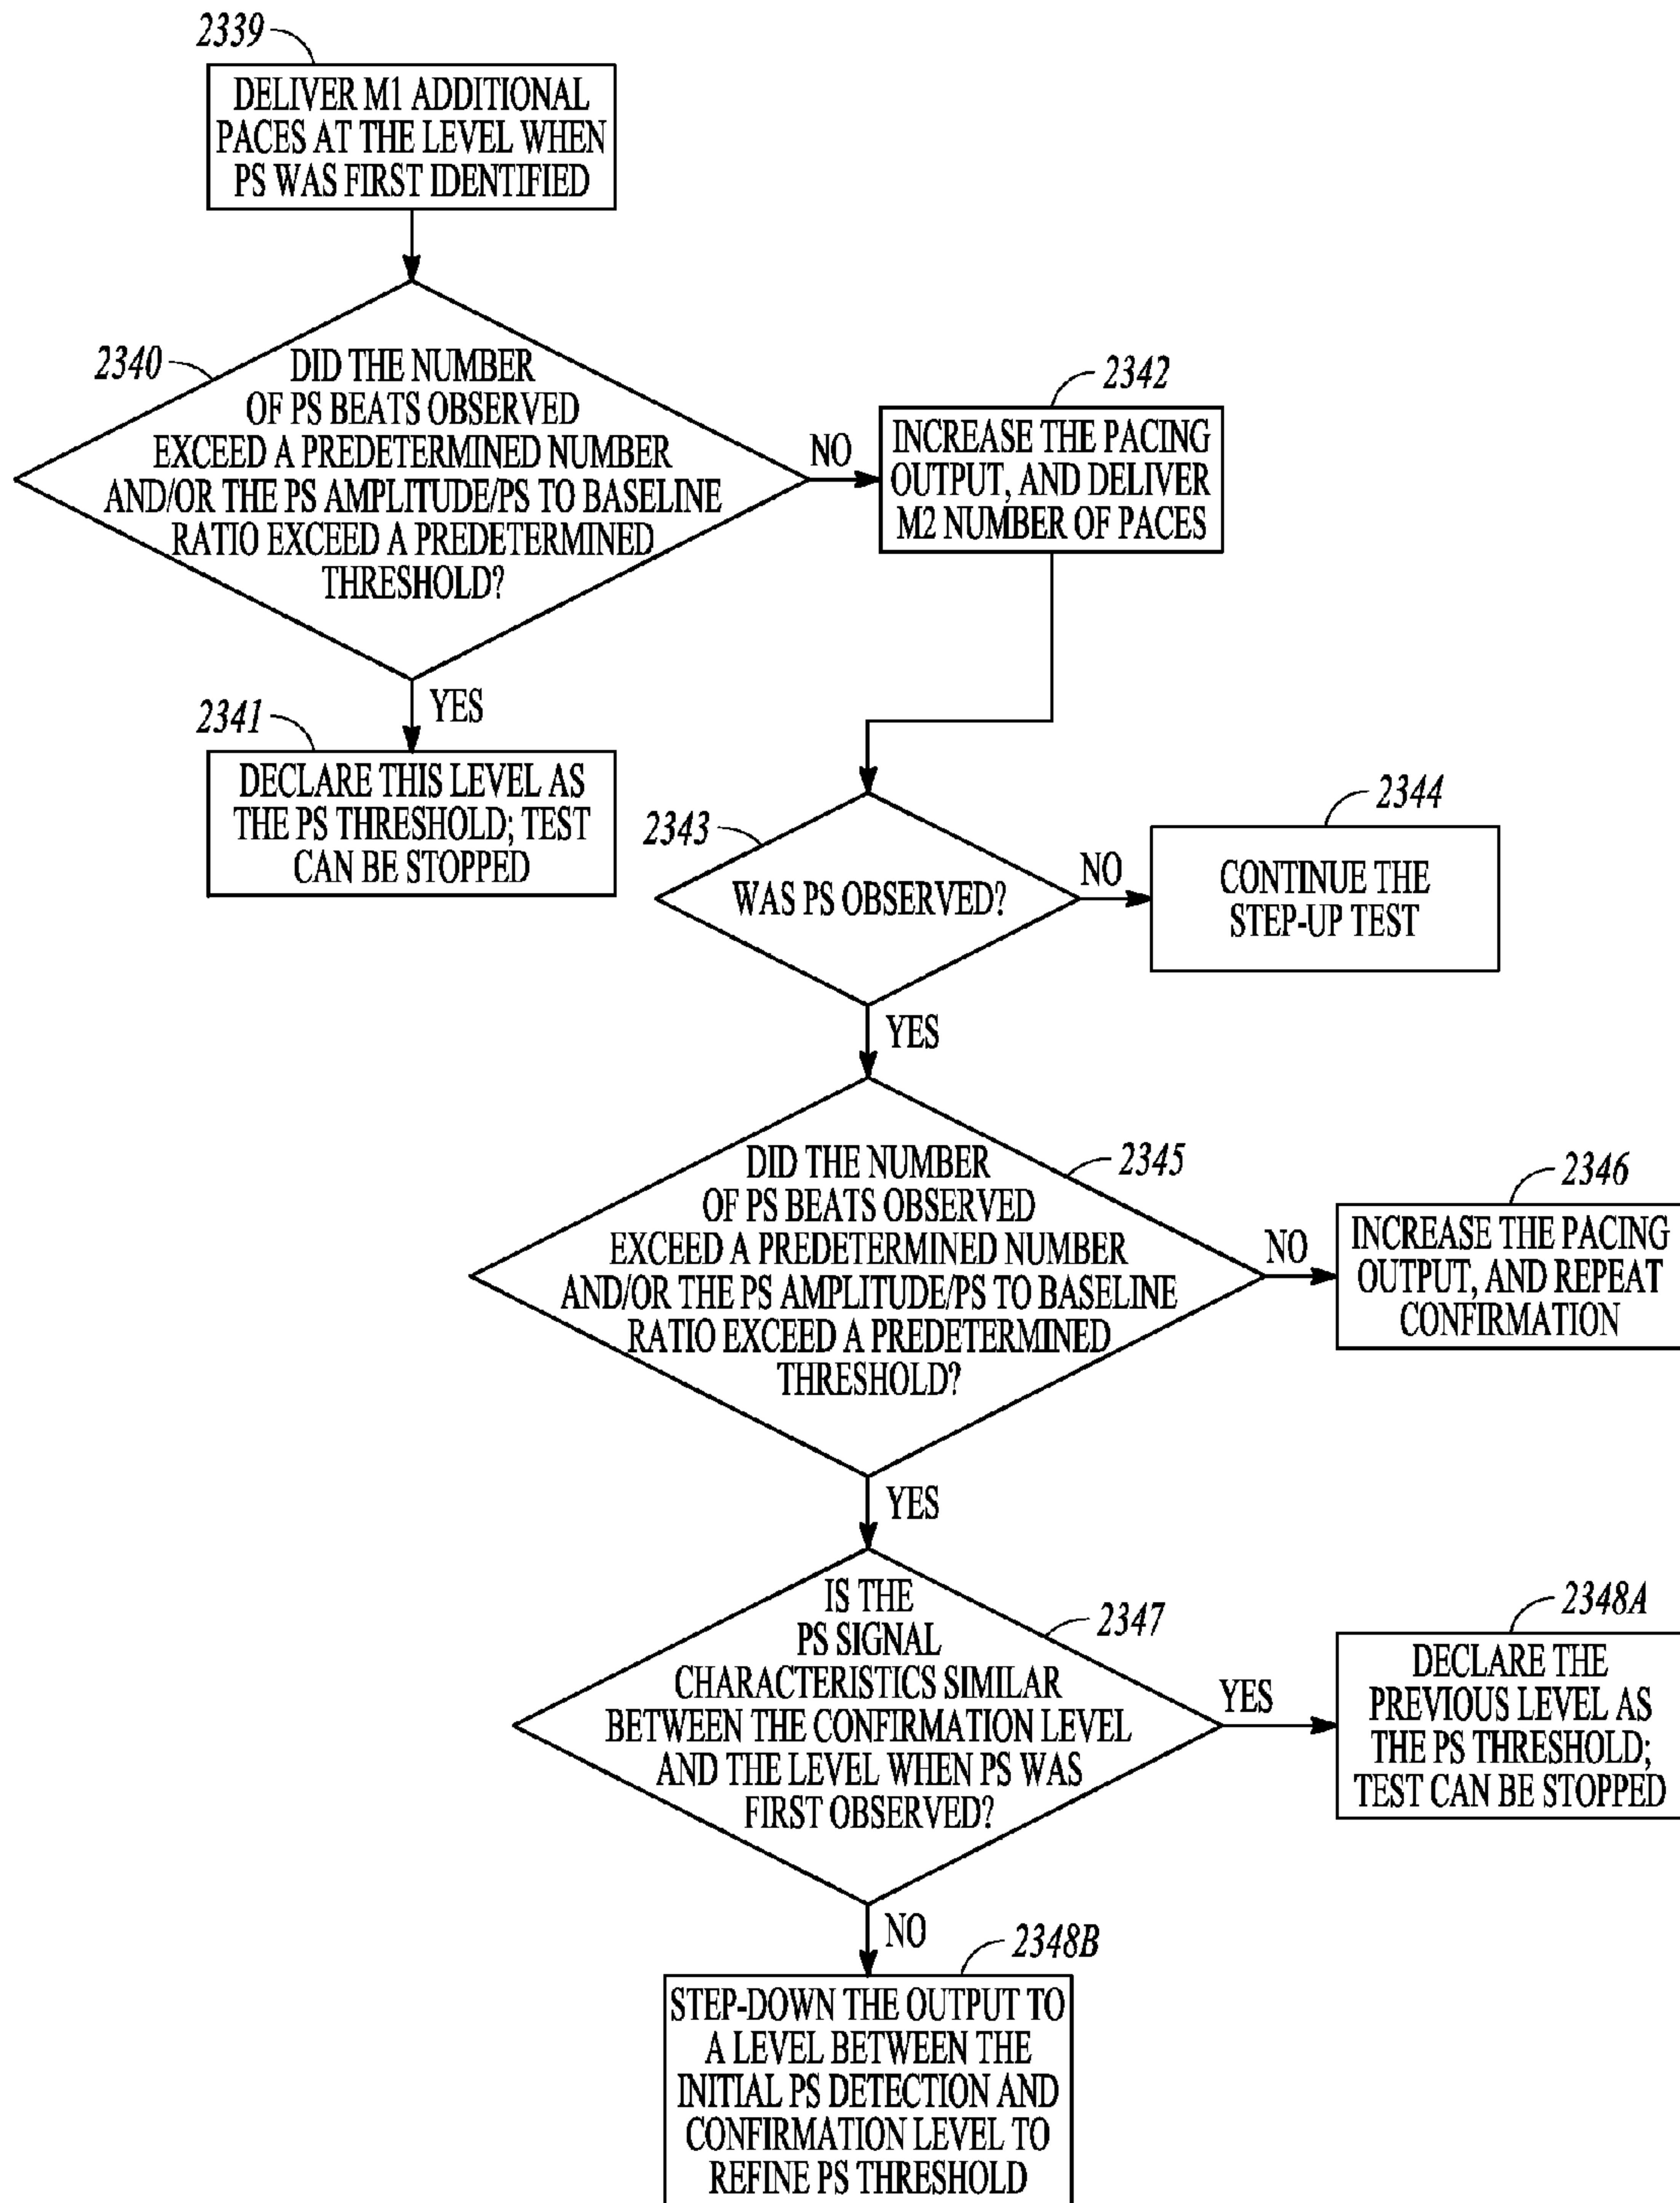 2339
DELIVER M1 ADDITIONAL
PACES AT THE LEVEL WHEN
PS WAS FIRST IDENTIFIED
2340
DID THE NUMBER
OF PS BEATS OBSERVED
EXCEED A PREDETERMINED NUMBER
AND/OR THE PS AMPLITUDE/PS TO BASELINE
RATIO EXCEED A PREDETERMINED
THRESHOLD?
NO
2342
INCREASE THE PACING
OUTPUT, AND DELIVER
M2 NUMBER OF PACES
YES
2341
DECLARE THIS LEVEL AS
THE PS THRESHOLD; TEST
CAN BE STOPPED
2343
WAS PS OBSERVED?
NO
2344
CONTINUE THE
STEP-UP TEST
YES
2345
DID THE NUMBER
OF PS BEATS OBSERVED
EXCEED A PREDETERMINED NUMBER
AND/OR THE PS AMPLITUDE/PS TO BASELINE
RATIO EXCEED A PREDETERMINED
THRESHOLD?
NO
2346
INCREASE THE PACING
OUTPUT, AND REPEAT
CONFIRMATION
YES
2347
IS THE
PS SIGNAL
CHARACTERISTICS SIMILAR
BETWEEN THE CONFIRMATION LEVEL
AND THE LEVEL WHEN PS WAS
FIRST OBSERVED?
YES
2348A
DECLARE THE
PREVIOUS LEVEL AS
THE PS THRESHOLD;
TEST CAN BE STOPPED
NO
2348B
STEP-DOWN THE OUTPUT TO
A LEVEL BETWEEN THE
INITIAL PS DETECTION AND
CONFIRMATION LEVEL TO
REFINE PS THRESHOLD